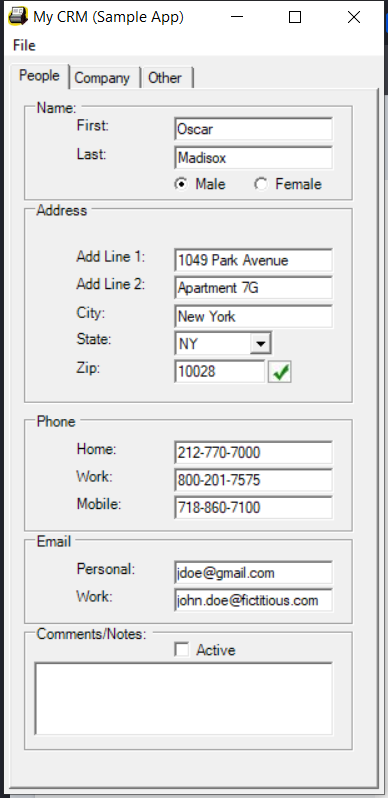 My CRM (Sample App)
File
People Company Other
Name:
First: Oscar
Last: Madisox
Male Female
Address
Add Line 1: 1049 Park Avenue
Add Line 2: Apartment 7G
City: New York
State: NY
Zip: 10028
Phone
Home: 212-770-7000
Work: 800-201-7575
Mobile: 718-860-7100
Email
Personal: jdoe@gmail.com
Work: john.doe@fictitious.com
Comments/Notes:
Active